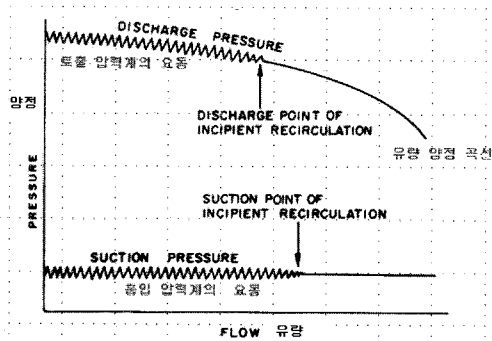 DISCHARGE PRESSURE
토출 압력계의 요동
양정
DISCHARGE POINT OF
INCIPIENT RECIRCULATION
유량 양정 곡선
PRESSURE
SUCTION POINT OF
INCIPIENT RECIRCULATION
SUCTION PRESSURE
흡입 압력계의 요동
FLOW 유량